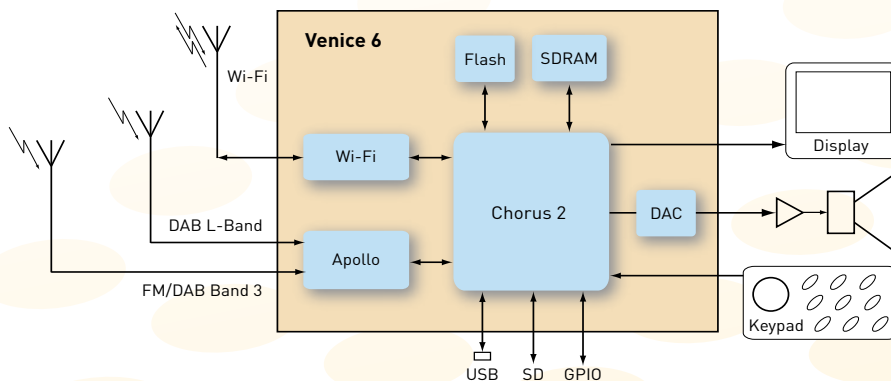 Venice 6
Flash
SDRAM
Wi-Fi
Wi-Fi
Display
Chorus 2
DAC
DAB L-Band
Apollo
FM/DAB Band 3
Keypad
USB
SD
GPIO